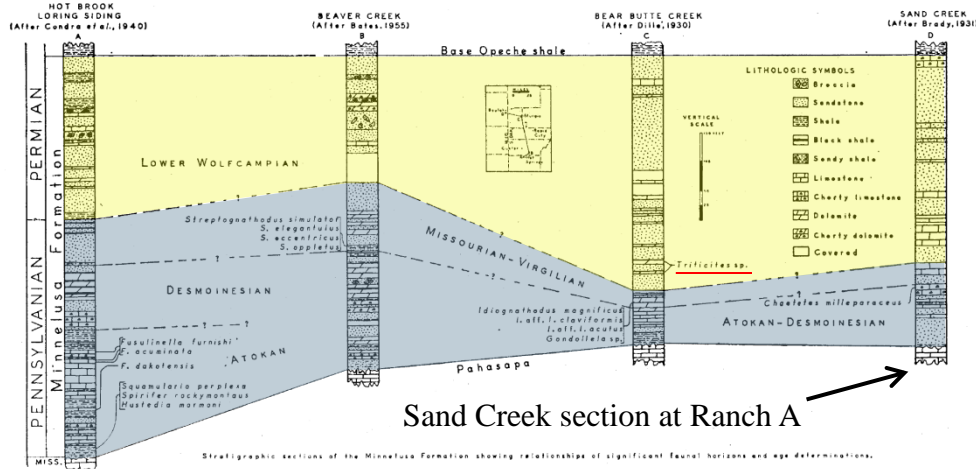 HOT BROOK
LORING SIDING
(After Condra et al., 1940)
A
BEAVER CREEK
(After Bates, 1955)
B
BEAR BUTTE CREEK
(After Dille, 1930)
C
SAND CREEK
(After Brady, 1931)
D
Base Opeche shale
PERMIAN
PENNSYLVANIAN
MISS.
Minnelusa Formation
LOWER WOLFCAMPIAN
MISSOURIAN-VIRGILIAN
DESMOINESIAN
ATOKAN
ATOKAN-DESMOINESIAN
Pahasapa
Streptognathodus simulator
S. elegantulus
S. eccentricus
S. oppletus
Idiognathodus magnificus
I. aff. I. claviformis
I. aff. I. acutus
Gondolella sp.
Triticites sp.
Chaetetes milleporaceus
Fusulinella furnishi
F. acuminata
F. dakotensis
Squamularia perplexa
Spirifer rockymontaus
Hustedia mormoni
VERTICAL
SCALE
LITHOLOGIC SYMBOLS
Breccia
Sandstone
Shale
Black shale
Sandy shale
Limestone
Cherty limestone
Dolomite
Cherty dolomite
Covered
Sand Creek section at Ranch A
Stratigraphic sections of the Minnelusa Formation showing relationships of significant faunal horizons and age determinations.